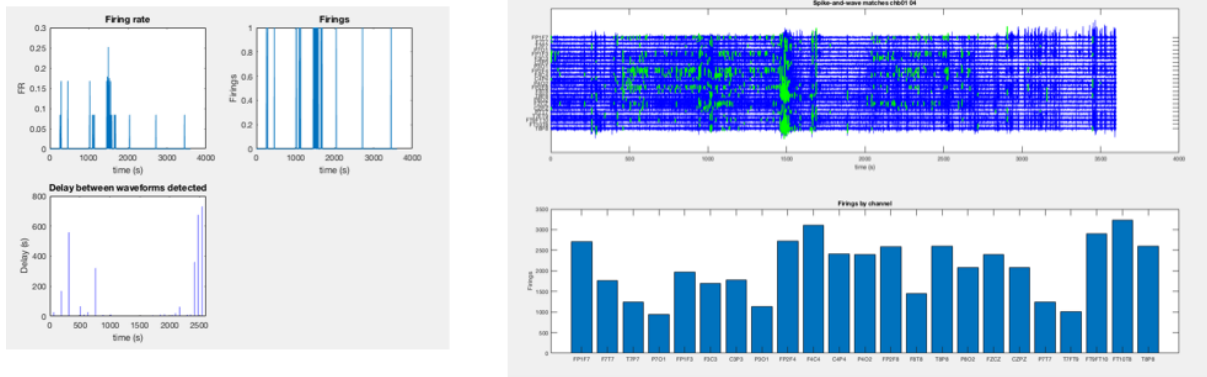 Firing rate
0.3
0.25
0.2
0.15
0.1
0.05
0
FR
0 1000 2000 3000 4000
time (s)
Firings
1
0.8
0.6
0.4
0.2
0
Firings
0 1000 2000 3000 4000
time (s)
Delay between waveforms detected
800
600
400
200
0
Delay (s)
0 500 1000 1500 2000 2500
time (s)
Spike-and-wave matches chb01 04
FP1F7
T8P8
0 500 1000 1500 2000 2500 3000 3500 4000
time (s)
Firings by channel
3500
3000
2500
2000
1500
1000
500
0
Firings
FP1F7 F7T7 T7P7 P7O1 FP1F3 F3C3 C3P3 P3O1 FP2F4 F4C4 C4P4 P4O2 FP2F8 F8T8 T8P8 P8O2 FZCZ CZPZ P7T7 T7FT9 FT9FT10 FT10T8 T8P8